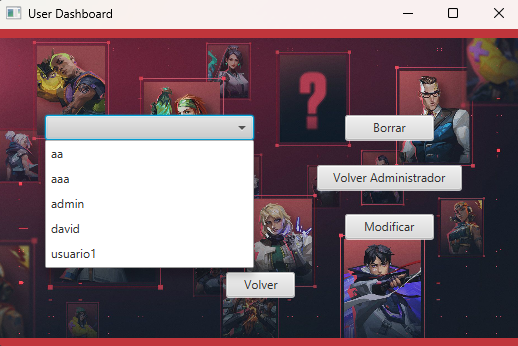 User Dashboard
Borrar
aa
aaa
Volver Administrador
admin
david
Modificar
usuario1
Volver
?